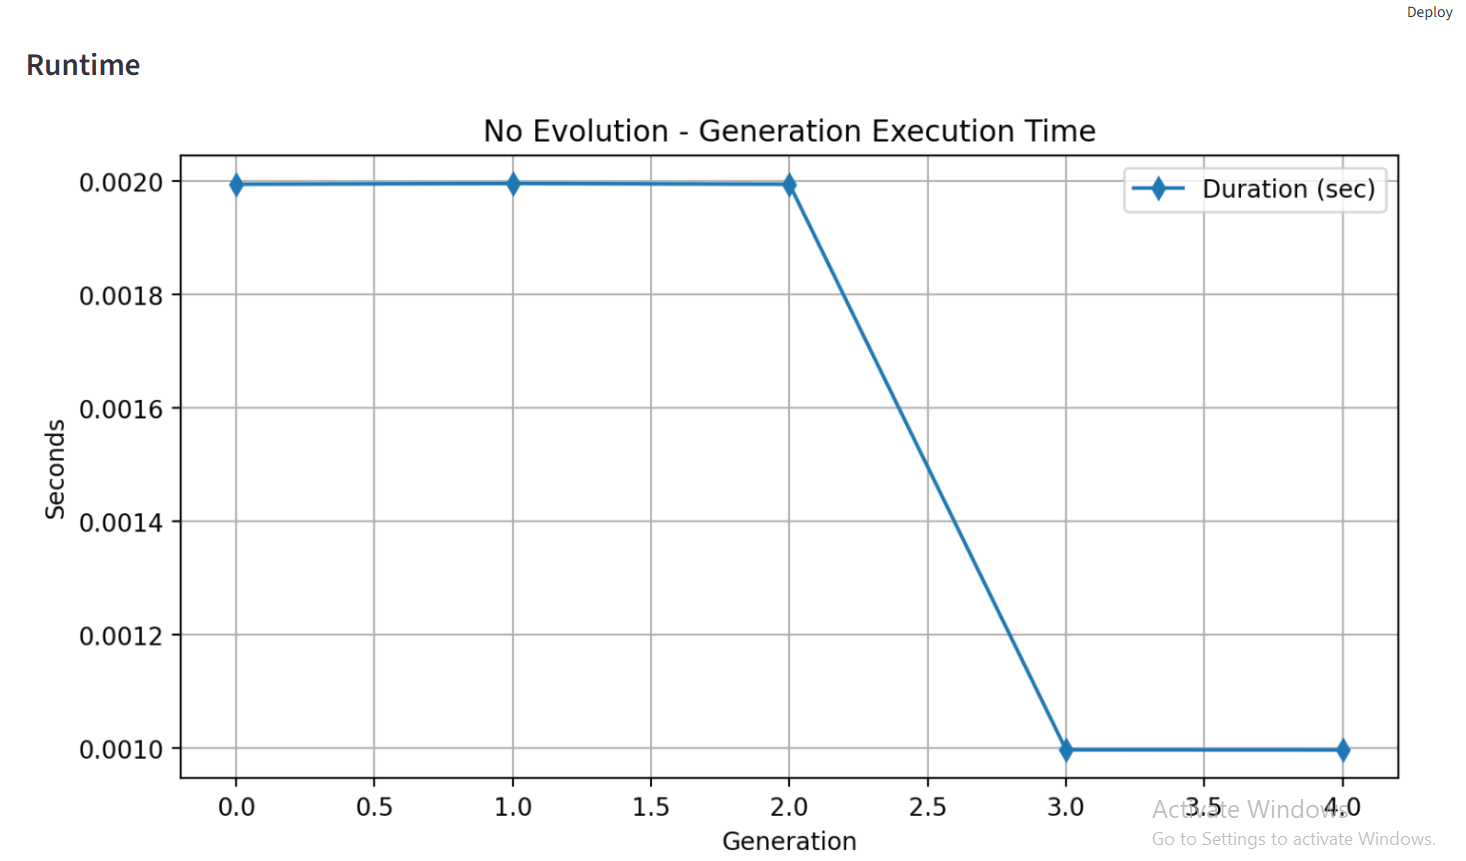 Deploy
Runtime
No Evolution - Generation Execution Time
Duration (sec)
0.0020
0.0018
0.0016
0.0014
0.0012
0.0010
Seconds
0.0 0.5 1.0 1.5 2.0 2.5 3.0 3.5 4.0
Generation
Activate Windows
Go to Settings to activate Windows.